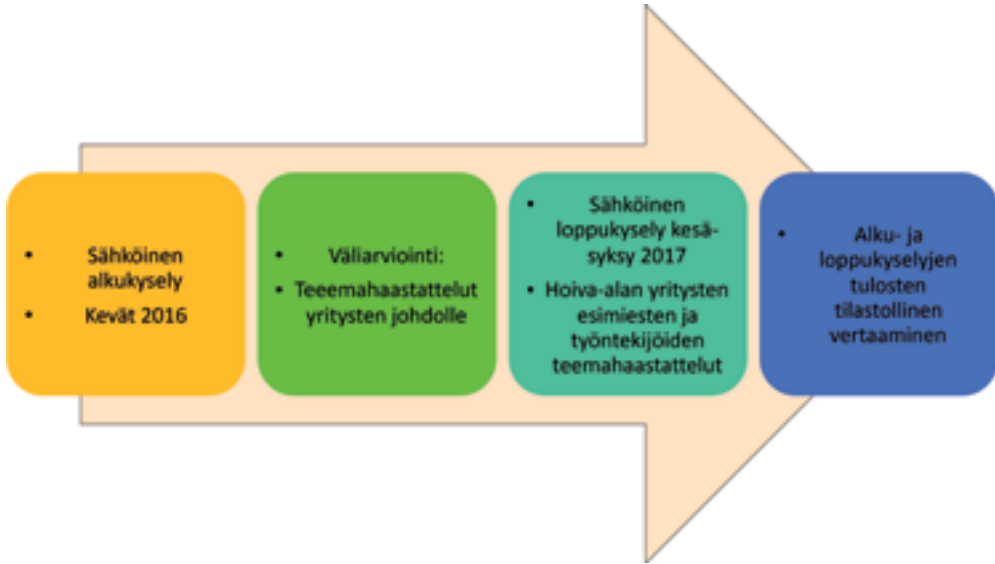 • Sähköinen
alkukysely
• Kevät 2016
• Väliarviointi:
• Teeemahaastattelut
yritysten johdolle
• Sähköinen
loppukysely kesä-
syksy 2017
• Hoiva-alan yritysten
esimiesten ja
työntekijöiden
teemahaastattelut
• Alku- ja
loppukyselyjen
tulosten
tilastollinen
vertaaminen